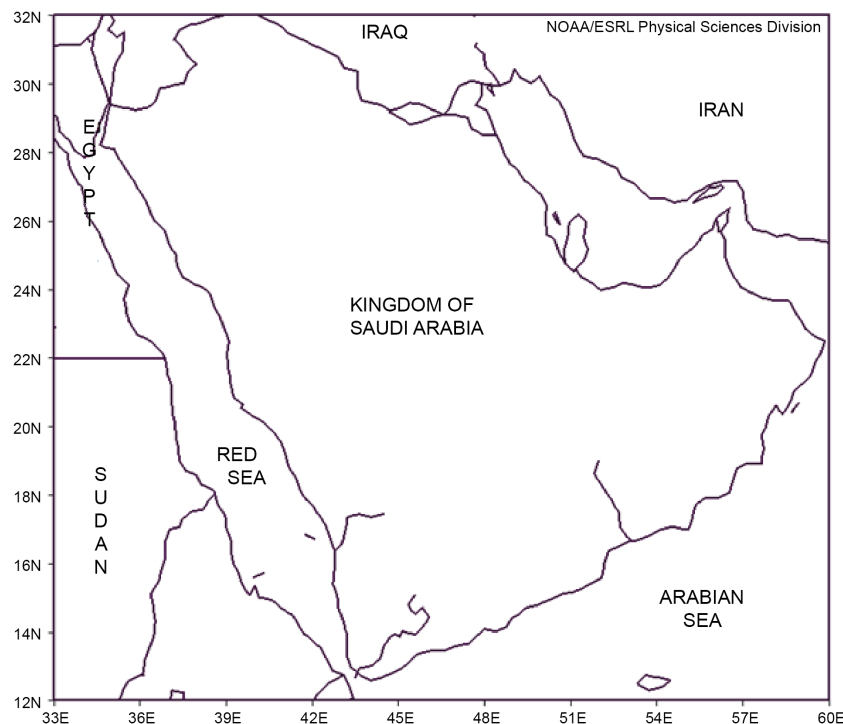 32N
IRAQ
NOAA/ESRL Physical Sciences Division
30N
IRAN
E
G
Y
P
T
28N
26N
24N
KINGDOM OF
SAUDI ARABIA
22N
20N
RED
SEA
S
U
D
A
N
18N
16N
ARABIAN
SEA
14N
12N
33E 36E 39E 42E 45E 48E 51E 54E 57E 60E